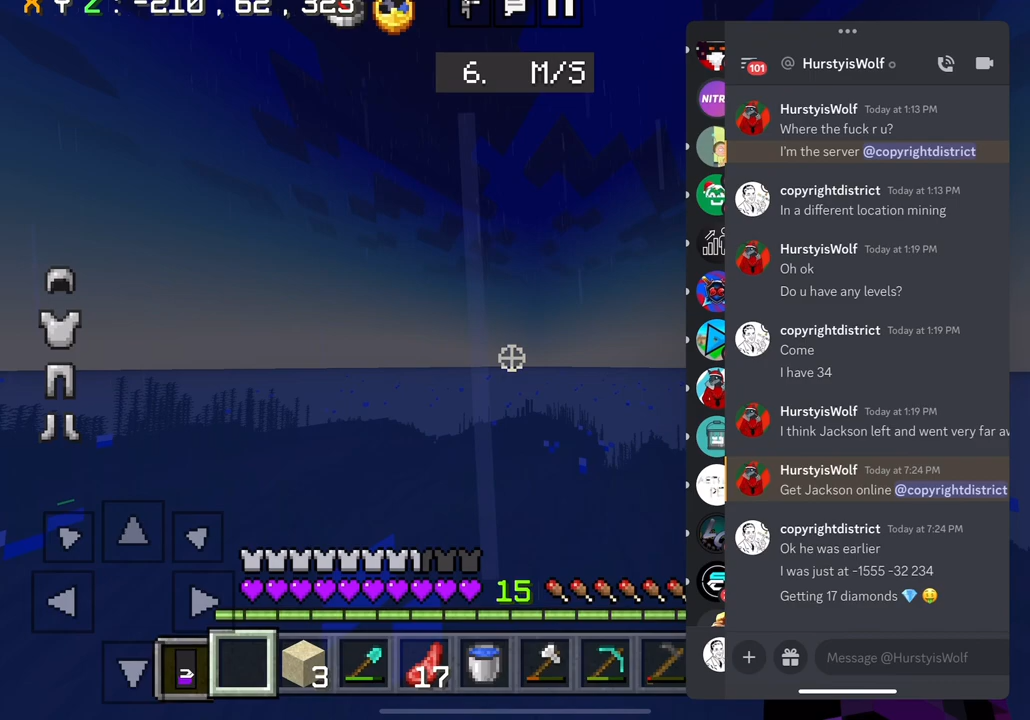 X Y Z : -210 , 62 , 323
6. M/S
15
3
17
NITR
101
@ HurstyisWolf
HurstyisWolf Today at 1:13 PM
Where the fuck r u?
I'm the server @copyrightdistrict
copyrightdistrict Today at 1:13 PM
In a different location mining
HurstyisWolf Today at 1:19 PM
Oh ok
Do u have any levels?
copyrightdistrict Today at 1:19 PM
Come
I have 34
HurstyisWolf Today at 1:19 PM
I think Jackson left and went very far av
HurstyisWolf Today at 7:24 PM
Get Jackson online @copyrightdistrict
copyrightdistrict Today at 7:24 PM
Ok he was earlier
I was just at -1555 -32 234
Getting 17 diamonds 💎 🤑
Message @HurstyisWolf